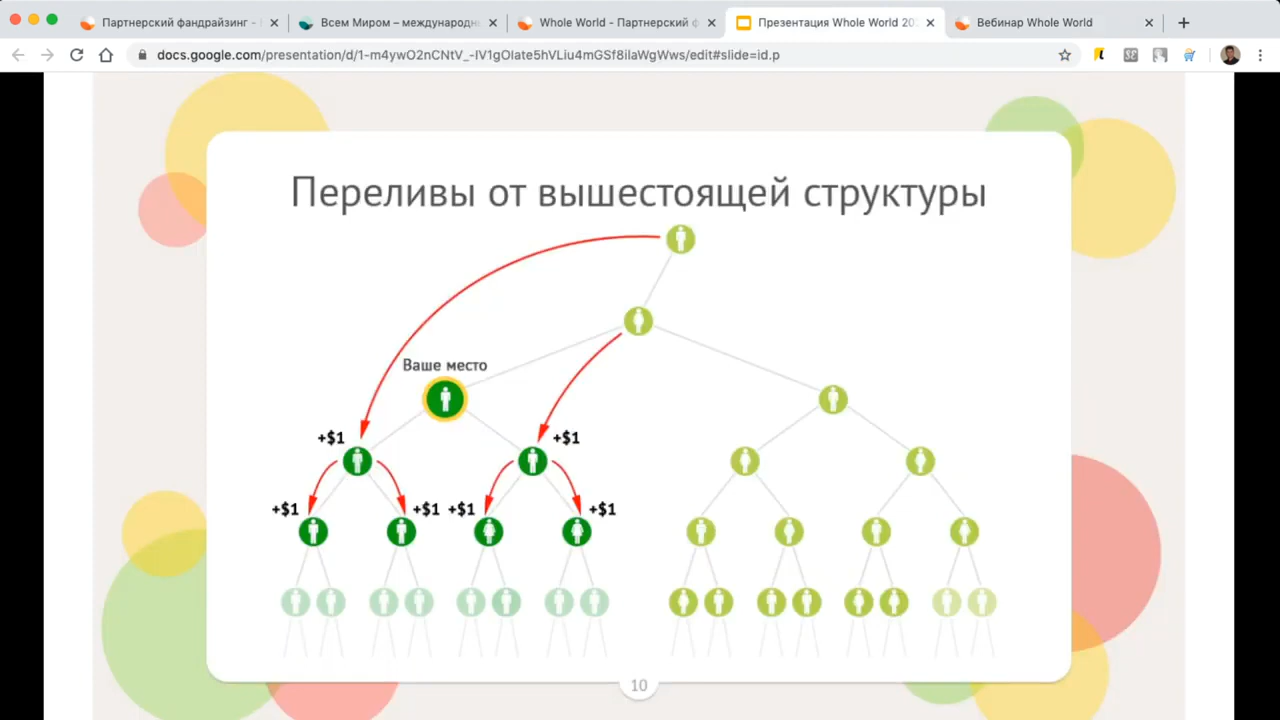 Партнерский фандрайзинг -
Всем Миром – международн
Whole World - Партнерский ф
Презентация Whole World 20
Вебинар Whole World
docs.google.com/presentation/d/1-m4ywO2nCNtV_-IV1gOlate5hVLiu4mGSf8ilaWgWws/edit#slide=id.p
Переливы от вышестоящей структуры
Ваше место
+$1
+$1
+$1
+$1
+$1
+$1
10